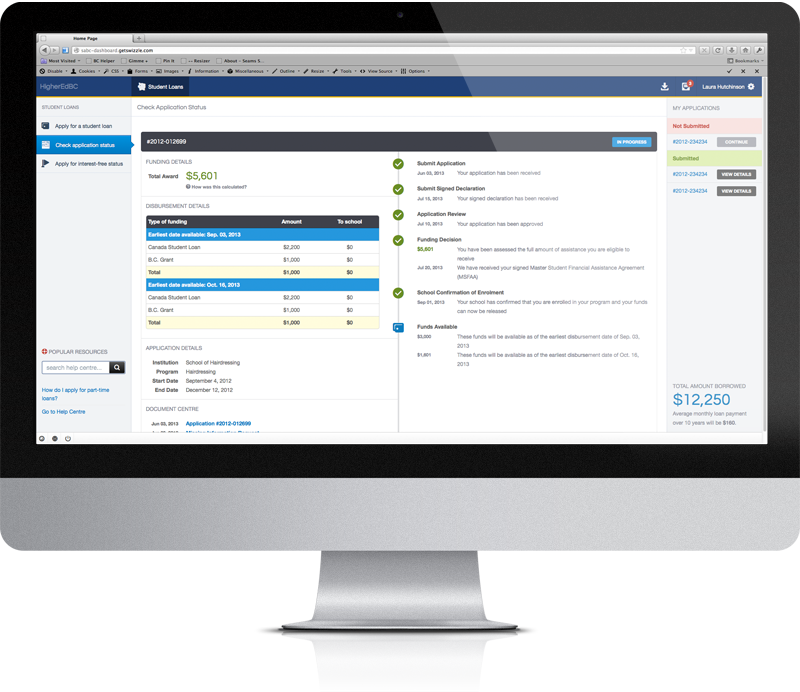 Home Page
sabc-dashboard.getswizzle.com
Most Visited BC Helper Gimme Pin It Resizer About - Seams S... Bookmarks
Disable Cookies CSS Forms Images Information Miscellaneous Outline Resize Tools View Source Options
HigherEdBC Student Loans 3 Laura Hutchinson
STUDENT LOANS
Apply for a student loan
Check application status
Apply for interest-free status
POPULAR RESOURCES
search help centre...
How do I apply for part-time
loans?
Go to Help Centre
Check Application Status
#2012-012699 IN PROGRESS
FUNDING DETAILS
Total Award $5,601
How was this calculated?
DISBURSEMENT DETAILS
Type of funding Amount To school
Earliest date available: Sep. 03, 2013
Canada Student Loan $2,200 $0
B.C. Grant $1,000 $0
Total $1,000 $0
Earliest date available: Oct. 16, 2013
Canada Student Loan $2,200 $0
B.C. Grant $1,000 $0
Total $1,000 $0
APPLICATION DETAILS
Institution School of Hairdressing
Program Hairdressing
Start Date September 4, 2012
End Date December 12, 2012
DOCUMENT CENTRE
Jun 03, 2013 Application #2012-012699
Submit Application
Jun 03, 2013 Your application has been received
Submit Signed Declaration
Jul 15, 2013 Your signed declaration has been received
Application Review
Jul 10, 2013 Your application has been approved
Funding Decision
$5,601 You have been assessed the full amount of assistance you are eligible to
receive
Jul 20, 2013 We have received your signed Master Student Financial Assistance Agreement
(MSFAA)
School Confirmation of Enrolment
Sep 01, 2013 Your school has confirmed that you are enrolled in your program and your funds
can now be released
Funds Available
$3,000 These funds will be available as of the earliest disbursement date of Sep. 03,
2013
$1,601 These funds will be available as of the earliest disbursement date of Oct. 16,
2013
MY APPLICATIONS
Not Submitted
#2012-234234 CONTINUE
Submitted
#2012-234234 VIEW DETAILS
#2012-234234 VIEW DETAILS
TOTAL AMOUNT BORROWED
$12,250
Average monthly loan payment
over 10 years will be $160.